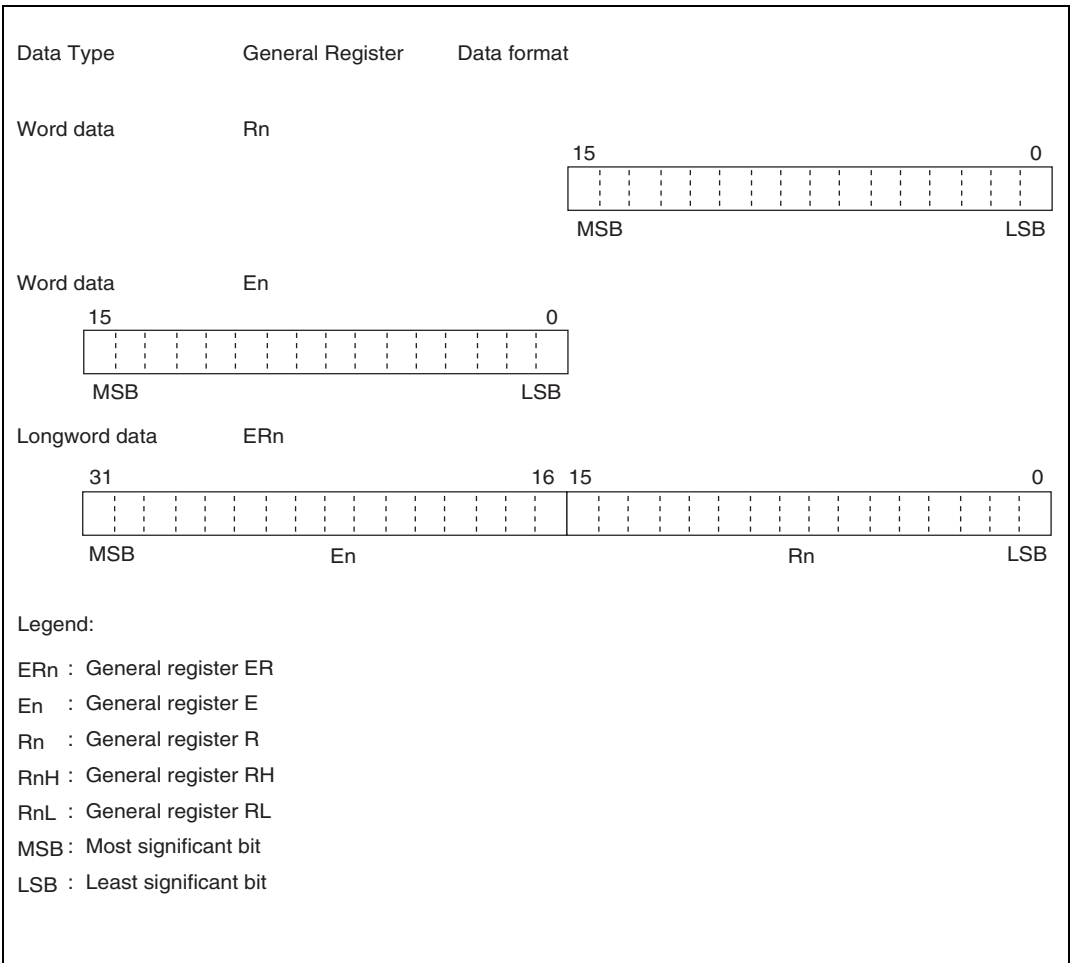 Data Type General Register Data format
Word data Rn
15 0
MSB LSB
Word data En
15 0
MSB LSB
Longword data ERn
31 16 15 0
MSB En Rn LSB
Legend:
ERn : General register ER
En : General register E
Rn : General register R
RnH : General register RH
RnL : General register RL
MSB : Most significant bit
LSB : Least significant bit